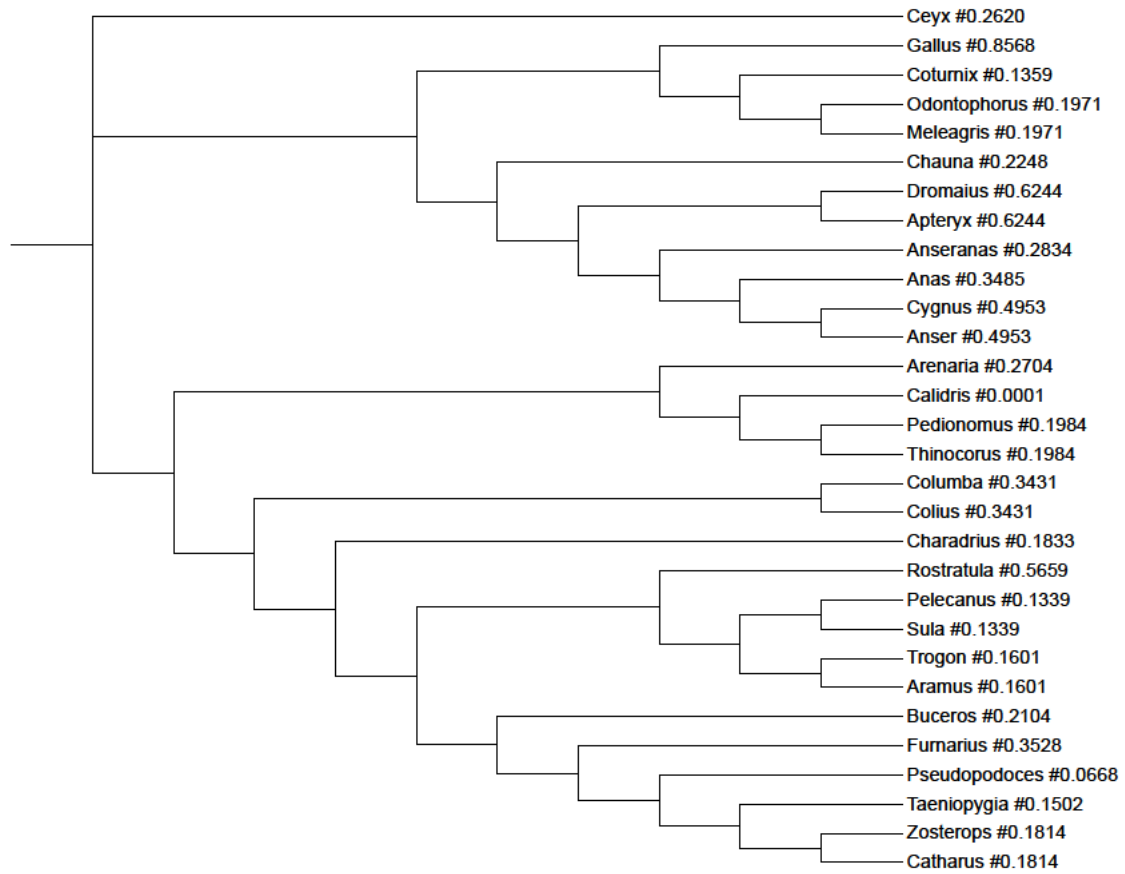 Ceyx #0.2620
Gallus #0.8568
Coturnix #0.1359
Odontophorus #0.1971
Meleagris #0.1971
Chauna #0.2248
Dromaius #0.6244
Apteryx #0.6244
Anseranas #0.2834
Anas #0.3485
Cygnus #0.4953
Anser #0.4953
Arenaria #0.2704
Calidris #0.0001
Pedionomus #0.1984
Thinocorus #0.1984
Columba #0.3431
Colius #0.3431
Charadrius #0.1833
Rostratula #0.5659
Pelecanus #0.1339
Sula #0.1339
Trogon #0.1601
Aramus #0.1601
Buceros #0.2104
Furnarius #0.3528
Pseudopodoces #0.0668
Taeniopygia #0.1502
Zosterops #0.1814
Catharus #0.1814